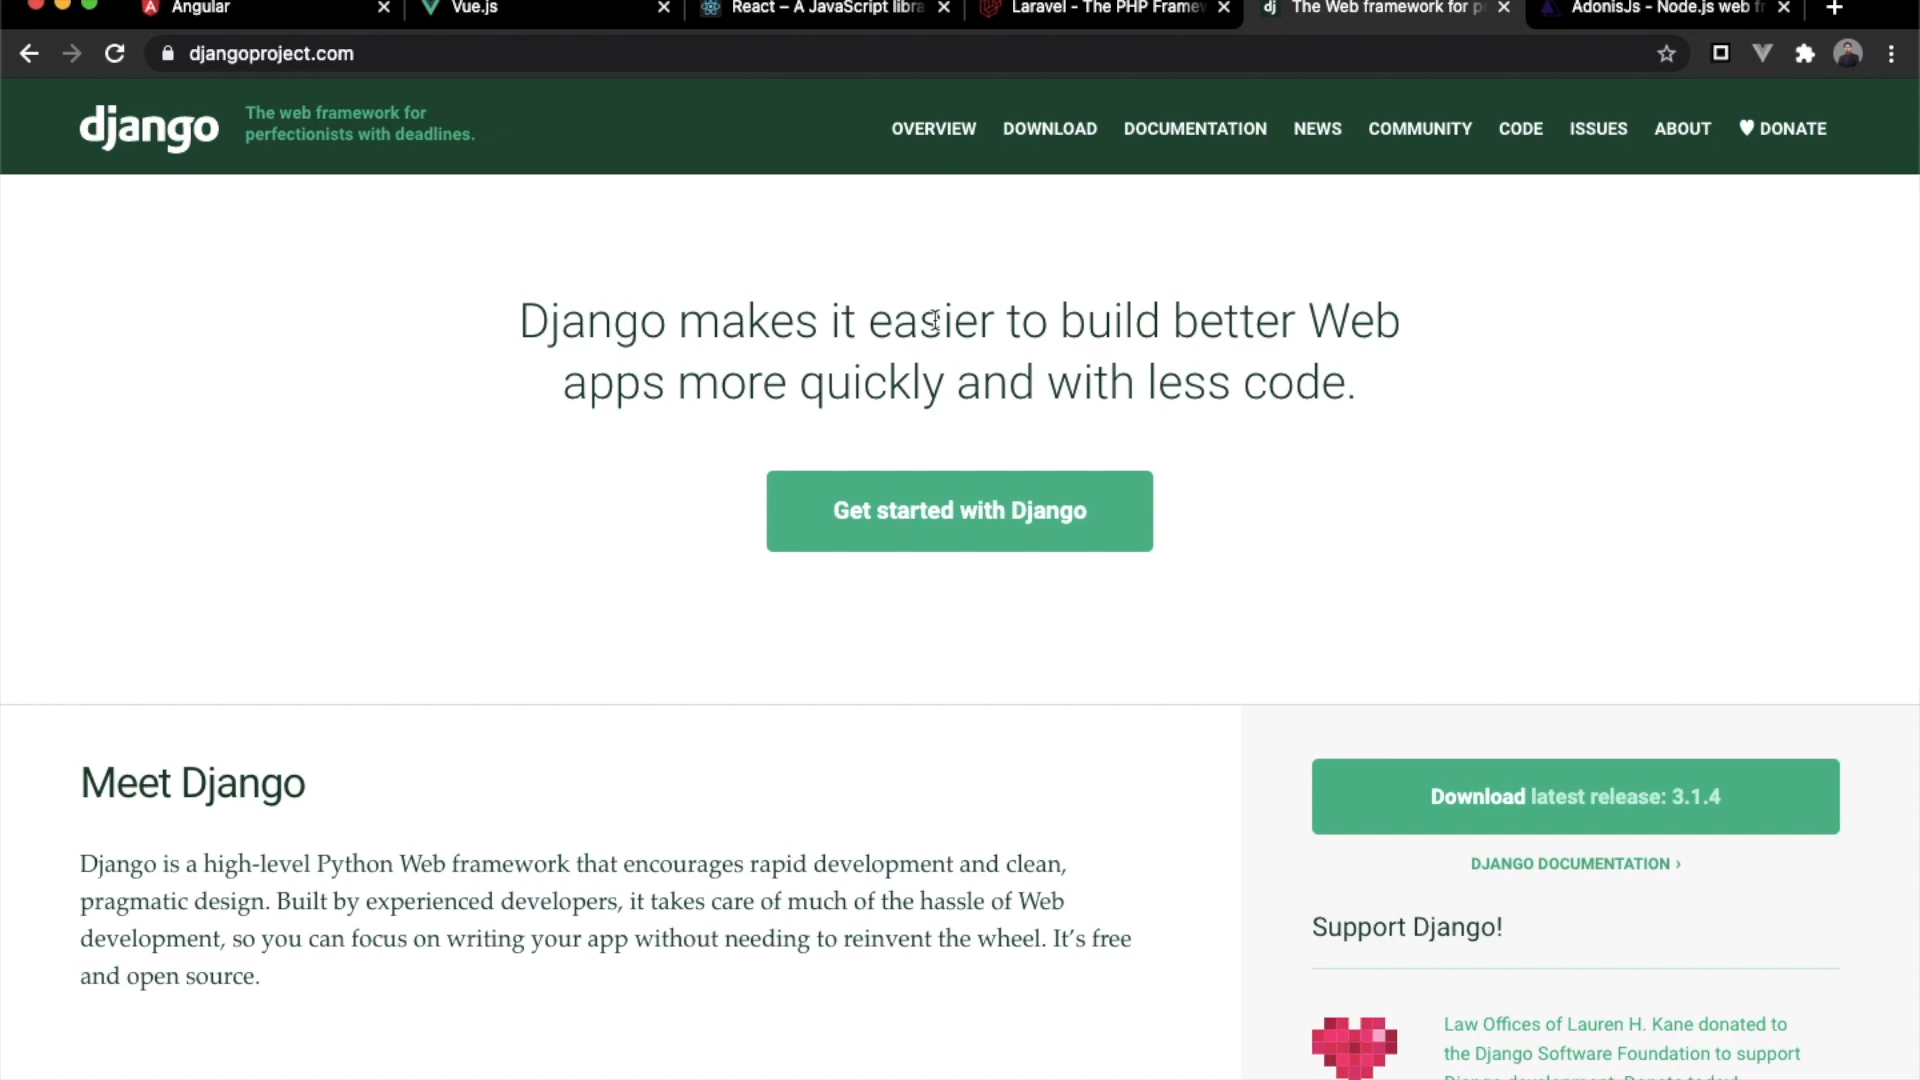 Angular
Vue.js
React – A JavaScript libra
Laravel - The PHP Framew
The Web framework for p
AdonisJs - Node.js web f
djangoproject.com
django
The web framework for
perfectionists with deadlines.
OVERVIEW DOWNLOAD DOCUMENTATION NEWS COMMUNITY CODE ISSUES ABOUT DONATE
Django makes it easier to build better Web
apps more quickly and with less code.
Get started with Django
Meet Django
Django is a high-level Python Web framework that encourages rapid development and clean,
pragmatic design. Built by experienced developers, it takes care of much of the hassle of Web
development, so you can focus on writing your app without needing to reinvent the wheel. It’s free
and open source.
Download latest release: 3.1.4
DJANGO DOCUMENTATION ›
Support Django!
Law Offices of Lauren H. Kane donated to
the Django Software Foundation to support